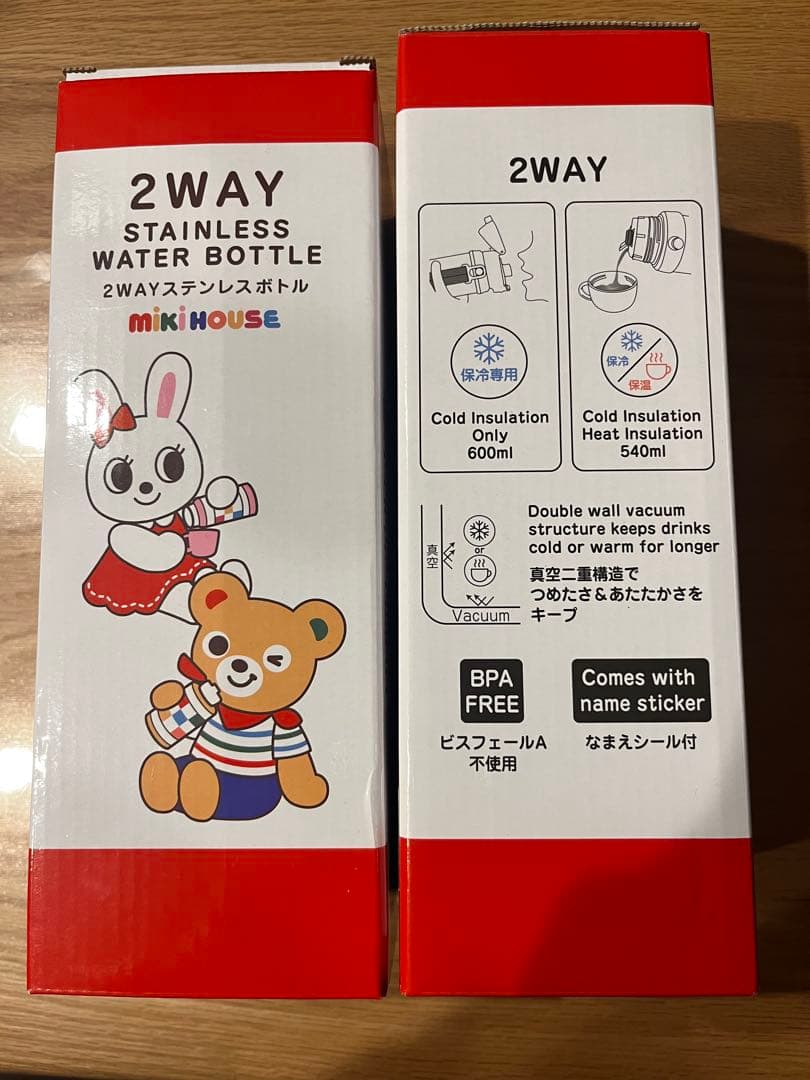 2WAY
STAINLESS
WATER BOTTLE
2WAYステンレスボトル
mikiHOUSE
2WAY
保冷専用
Cold Insulation
Only
600ml
保冷
保温
Cold Insulation
Heat Insulation
540ml
真空
or
Vacuum
Double wall vacuum
structure keeps drinks
cold or warm for longer
真空二重構造で
つめたさ&あたたかさを
キープ
BPA
FREE
ビスフェールA
不使用
Comes with
name sticker
なまえシール付